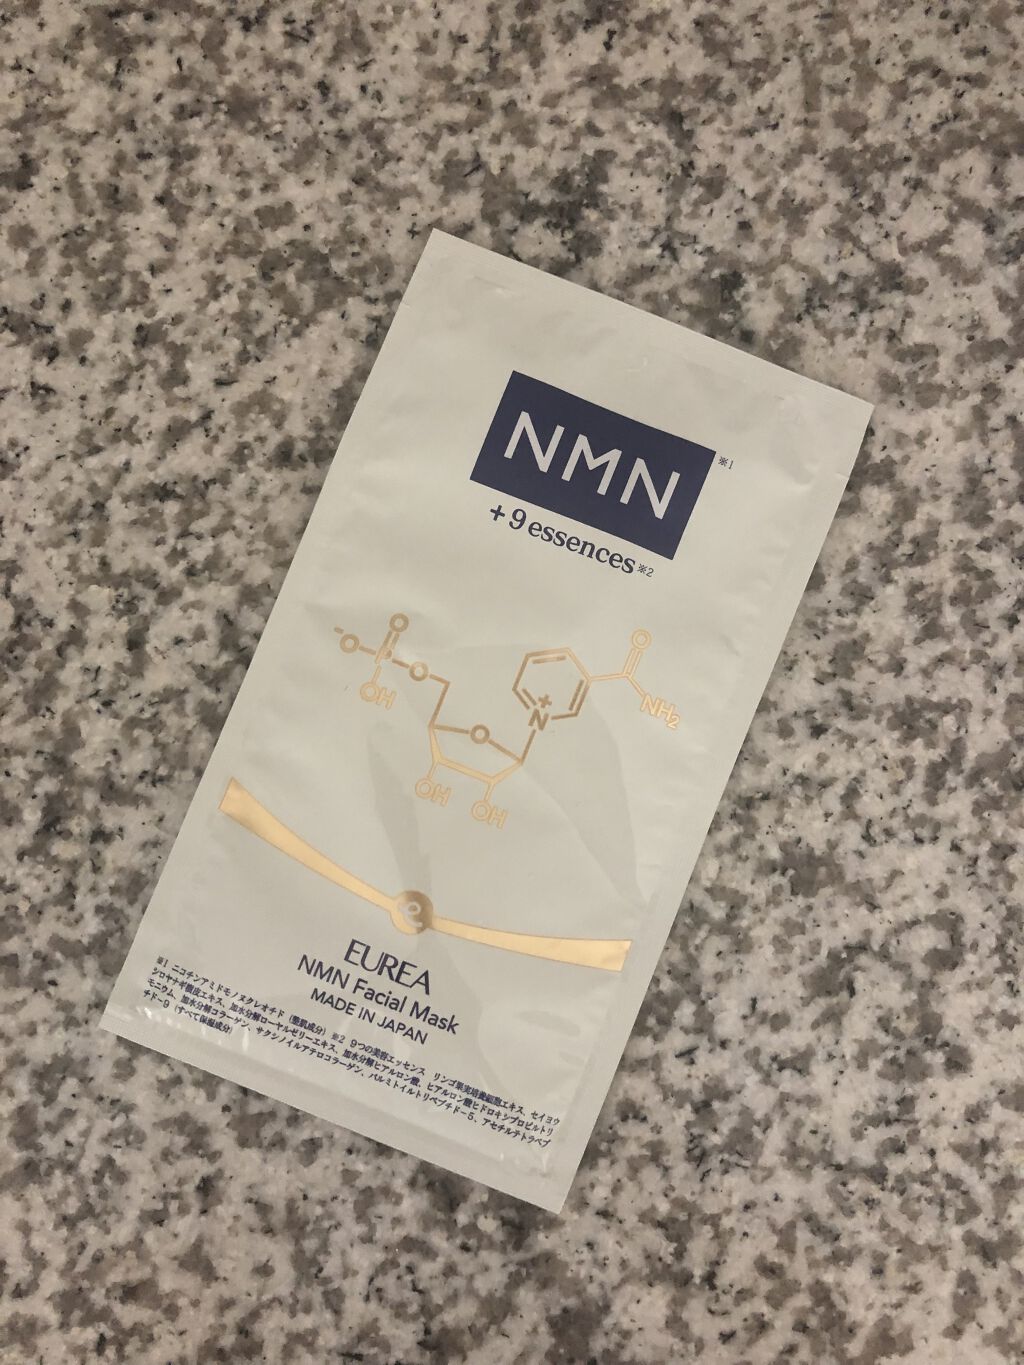 NMN ※1
+9 essences ※2
O
-O
O
OH
O
NH2
N+
O
OH
OH
e
EUREA
NMN Facial Mask
MADE IN JAPAN
※1 ニコチンアミドモノヌクレオチド（整肌成分）※2 9つの美容エッセンス リンゴ果実培養細胞エキス、セイヨウ
シロヤナギ樹皮エキス、加水分解ローヤルゼリーエキス、加水分解ヒアルロン酸、ヒアルロン酸ヒドロキシプロピルトリ
モニウム、加水分解コラーゲン、サクシノイルアテロコラーゲン、パルミトイルトリペプチド-5、アセチルテトラペプ
チド-9（すべて保湿成分）